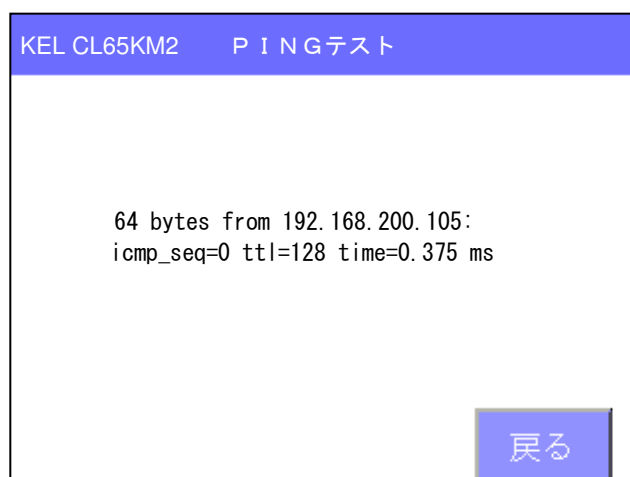 KEL CL65KM2 ＰＩＮＧテスト
64 bytes from 192.168.200.105:
icmp_seq=0 ttl=128 time=0.375 ms
戻る